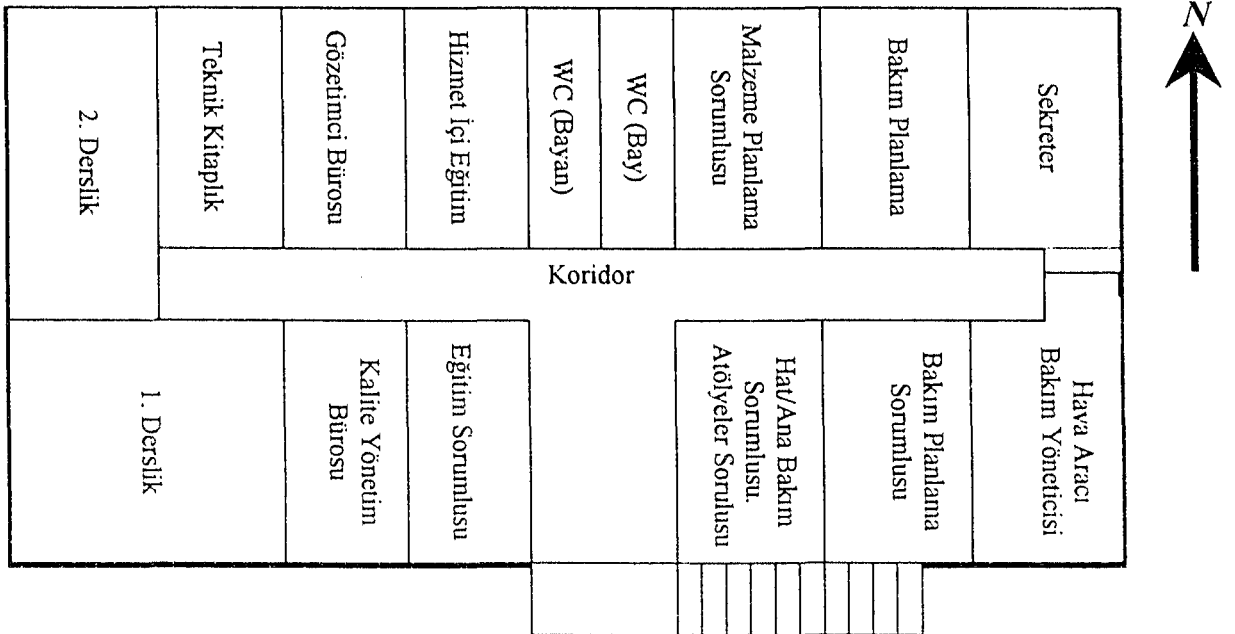 N
2. Derslik
Teknik Kitaplık
Gözetimci Bürosu
Hizmet İçi Eğitim
WC (Bayan)
WC (Bay)
Malzeme Planlama
Sorumlusu
Bakım Planlama
Sekreter
Koridor
1. Derslik
Kalite Yönetim
Bürosu
Eğitim Sorumlusu
Hat/Ana Bakım
Sorumlusu.
Atölyeler Sorulusu
Bakım Planlama
Sorumlusu
Hava Aracı
Bakım Yöneticisi